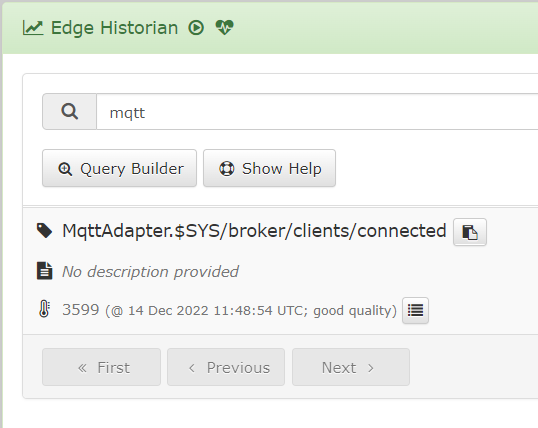 Edge Historian
mqtt
Query Builder Show Help
MqttAdapter.$SYS/broker/clients/connected
No description provided
3599 (@ 14 Dec 2022 11:48:54 UTC; good quality)
« First ‹ Previous Next ›